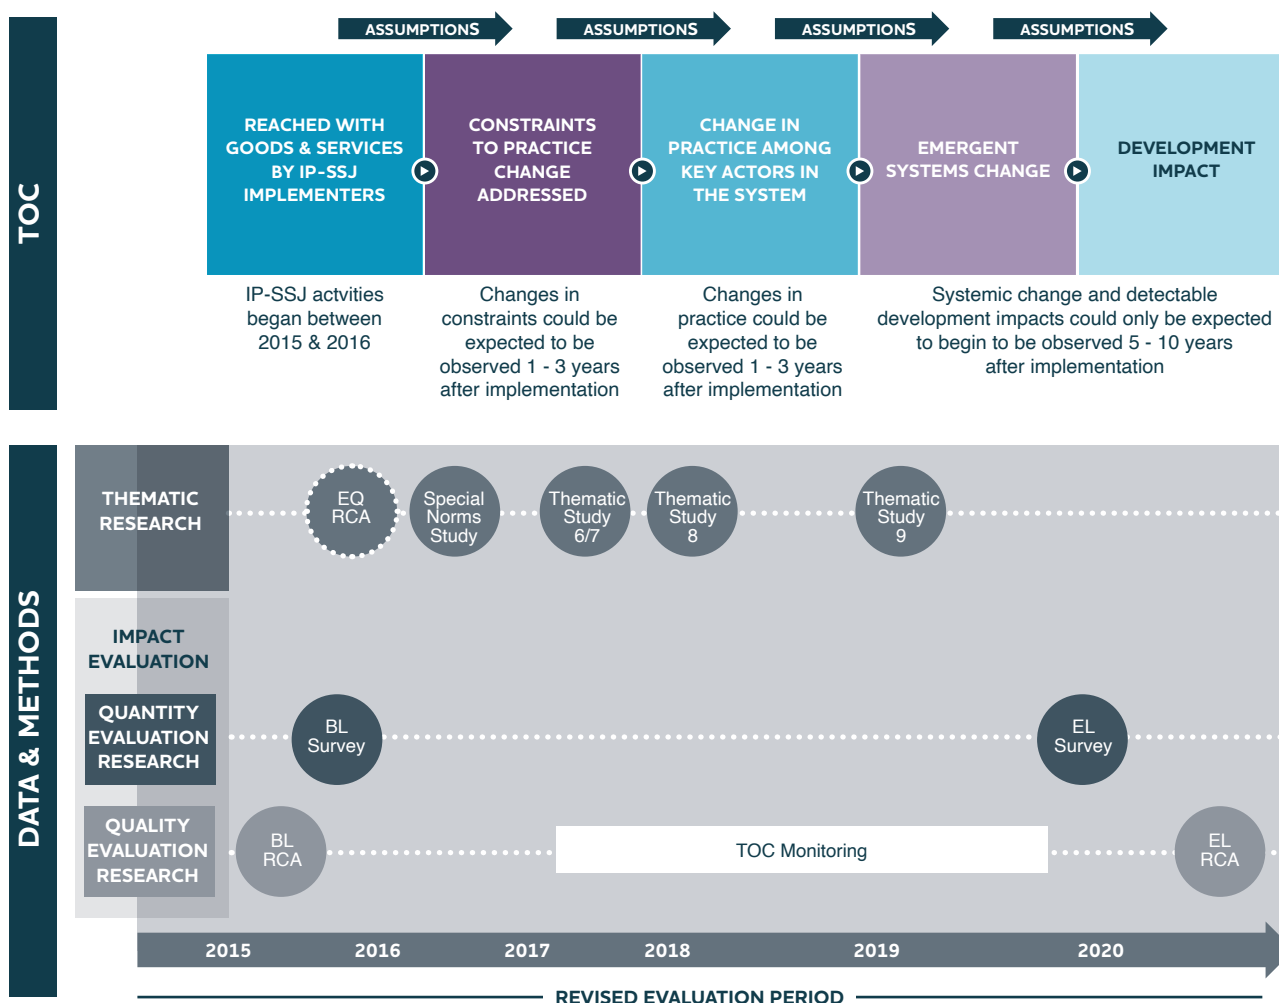 ASSUMPTIONS
ASSUMPTIONS
ASSUMPTIONS
ASSUMPTIONS
TOC
REACHED WITH
GOODS & SERVICES
BY IP-SSJ
IMPLEMENTERS
CONSTRAINTS
TO PRACTICE
CHANGE
ADDRESSED
CHANGE IN
PRACTICE AMONG
KEY ACTORS IN
THE SYSTEM
EMERGENT
SYSTEMS CHANGE
DEVELOPMENT
IMPACT
IP-SSJ actvities
began between
2015 & 2016
Changes in
constraints could be
expected to be
observed 1 - 3 years
after implementation
Changes in
practice could be
expected to be
observed 1 - 3 years
after implementation
Systemic change and detectable
development impacts could only be expected
to begin to be observed 5 - 10 years
after implementation
DATA & METHODS
THEMATIC
RESEARCH
EQ
RCA
Special
Norms
Study
Thematic
Study
6/7
Thematic
Study
8
Thematic
Study
9
IMPACT
EVALUATION
QUANTITY
EVALUATION
RESEARCH
BL
Survey
EL
Survey
QUALITY
EVALUATION
RESEARCH
BL
RCA
TOC Monitoring
EL
RCA
2015
2016
2017
2018
2019
2020
REVISED EVALUATION PERIOD